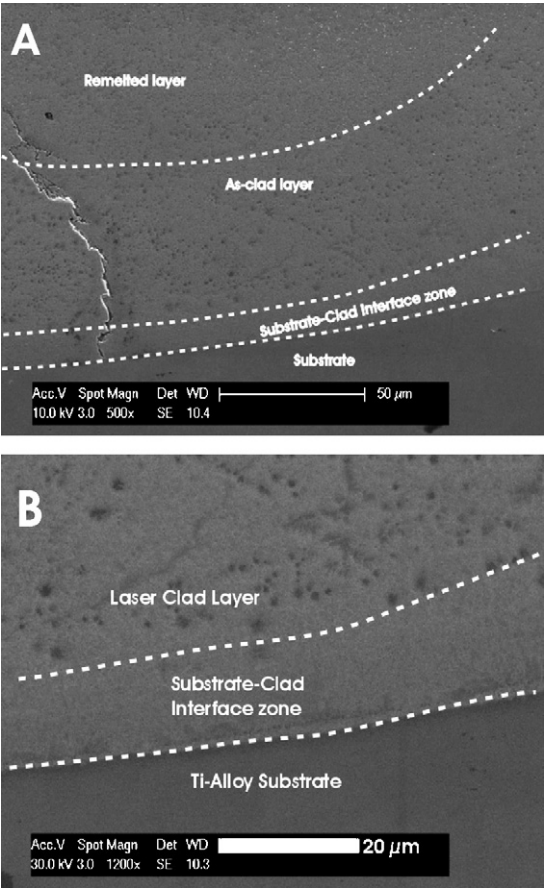 A
Remelted layer
As-clad layer
Substrate-Clad Interface zone
Substrate
Acc.V Spot Magn Det WD 50 µm
10.0 kV 3.0 500x SE 10.4
B
Laser Clad Layer
Substrate-Clad
Interface zone
Ti-Alloy Substrate
Acc.V Spot Magn Det WD 20 µm
30.0 kV 3.0 1200x SE 10.3